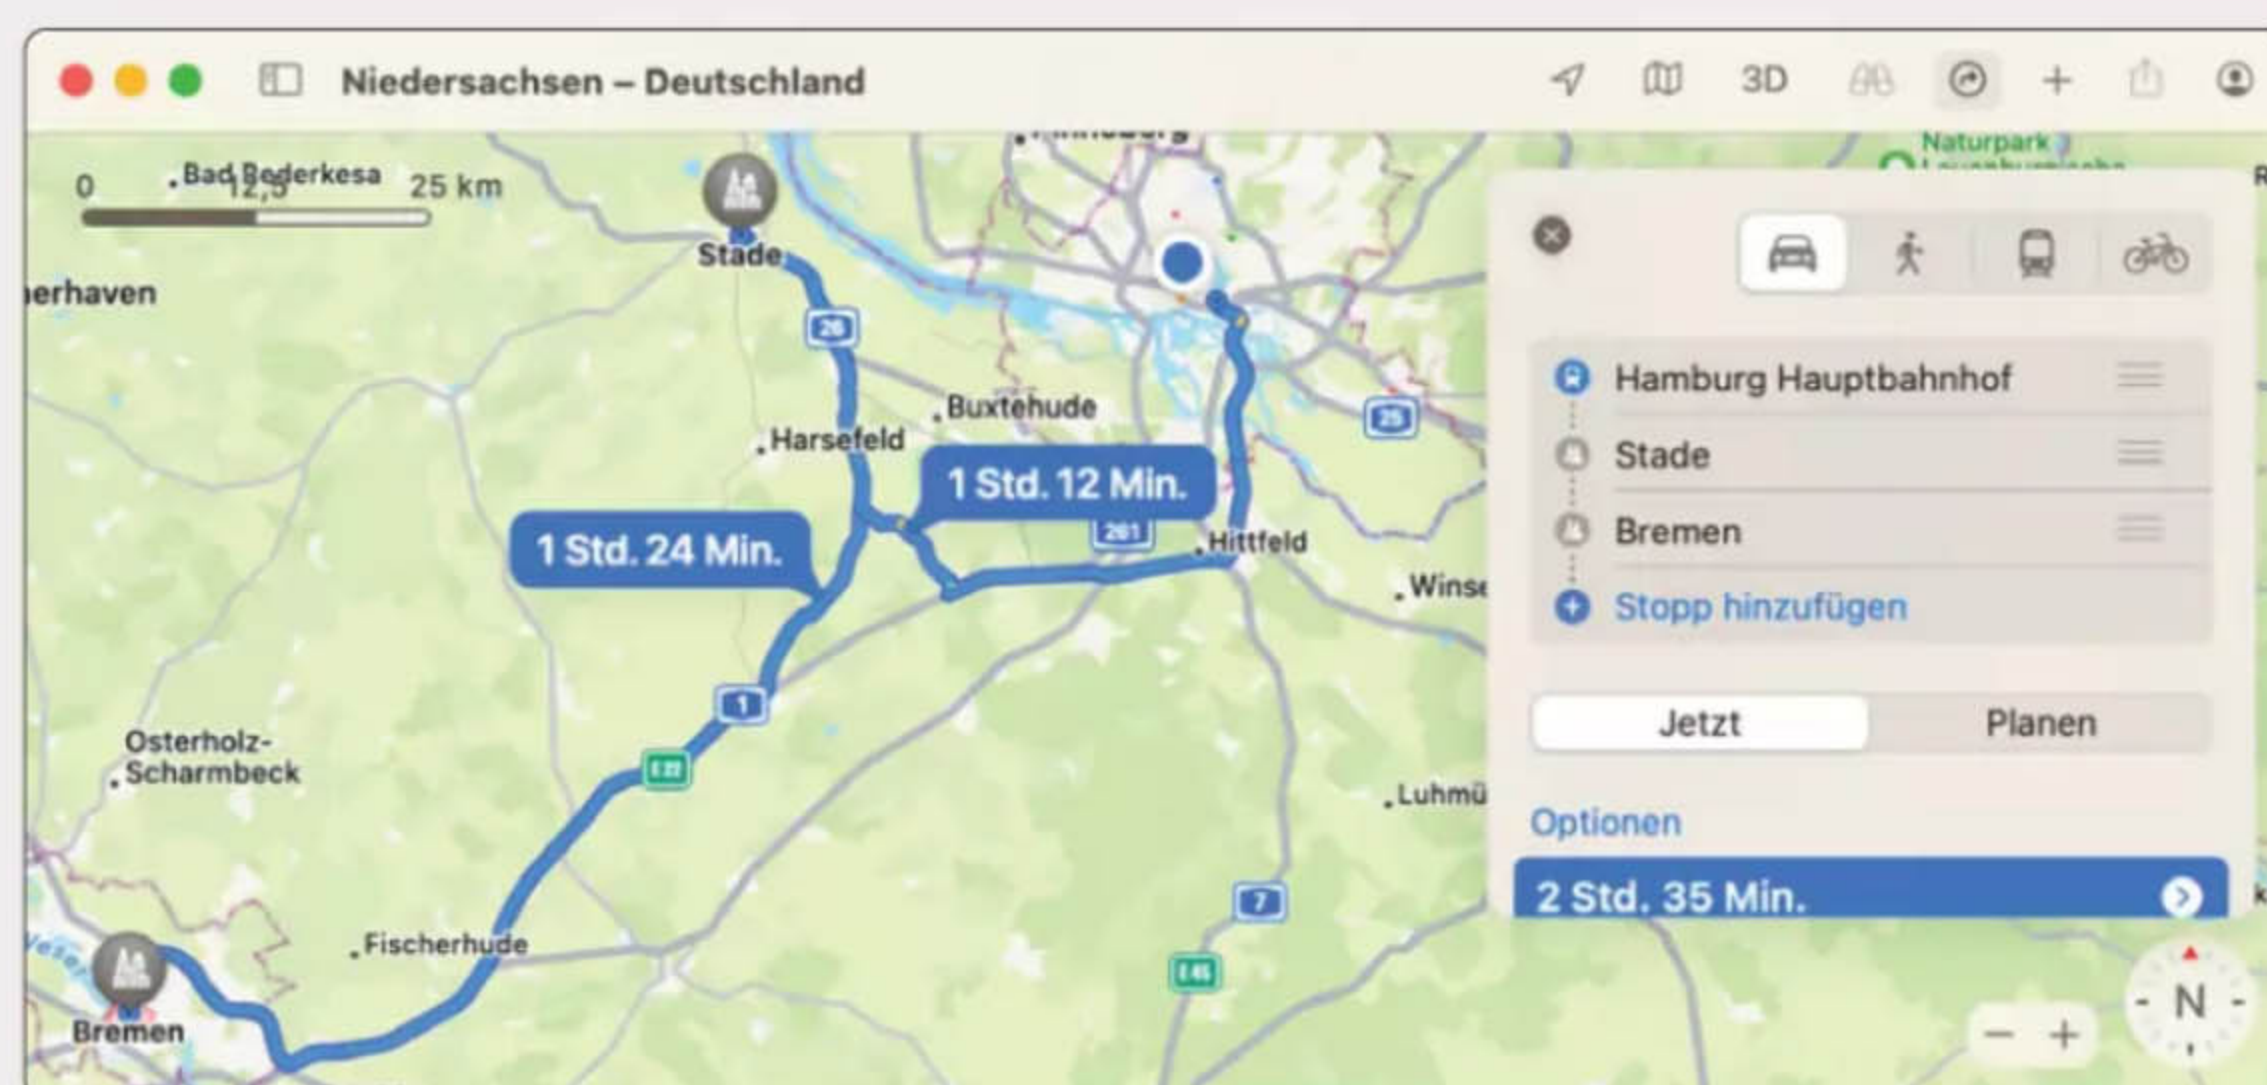 Niedersachsen – Deutschland
3D
Naturpark
0
12,5
25 km
Bad Bederkesa
Stade
erhaven
26
Buxtehude
25
Harsefeld
1 Std. 12 Min.
261
1 Std. 24 Min.
Hittfeld
Winse
1
Osterholz-
Scharmbeck
E22
Luhmü
7
Fischerhude
E45
Bremen
Hamburg Hauptbahnhof
Stade
Bremen
Stopp hinzufügen
Jetzt
Planen
Optionen
2 Std. 35 Min.
N